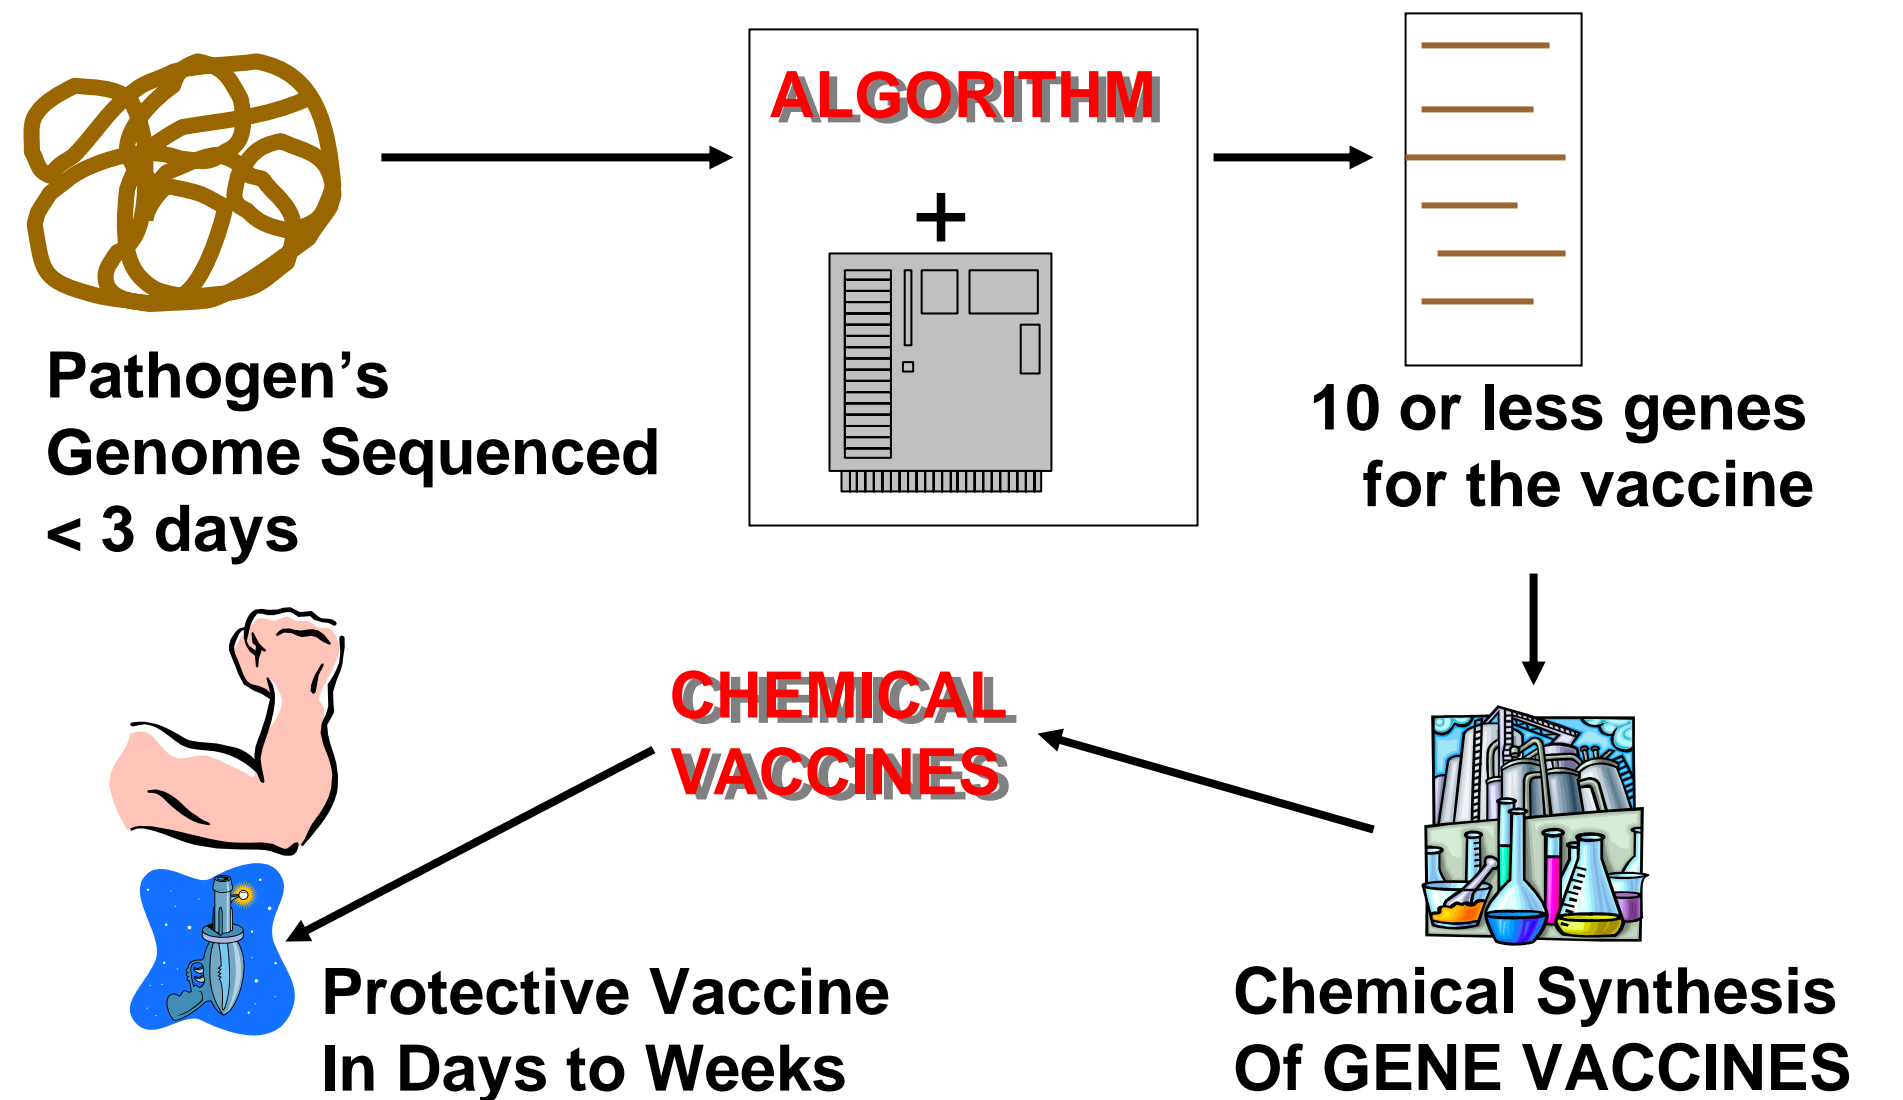 ALGORITHM
+
Pathogen’s
Genome Sequenced
< 3 days
10 or less genes
for the vaccine
CHEMICAL
VACCINES
Protective Vaccine
In Days to Weeks
Chemical Synthesis
Of GENE VACCINES